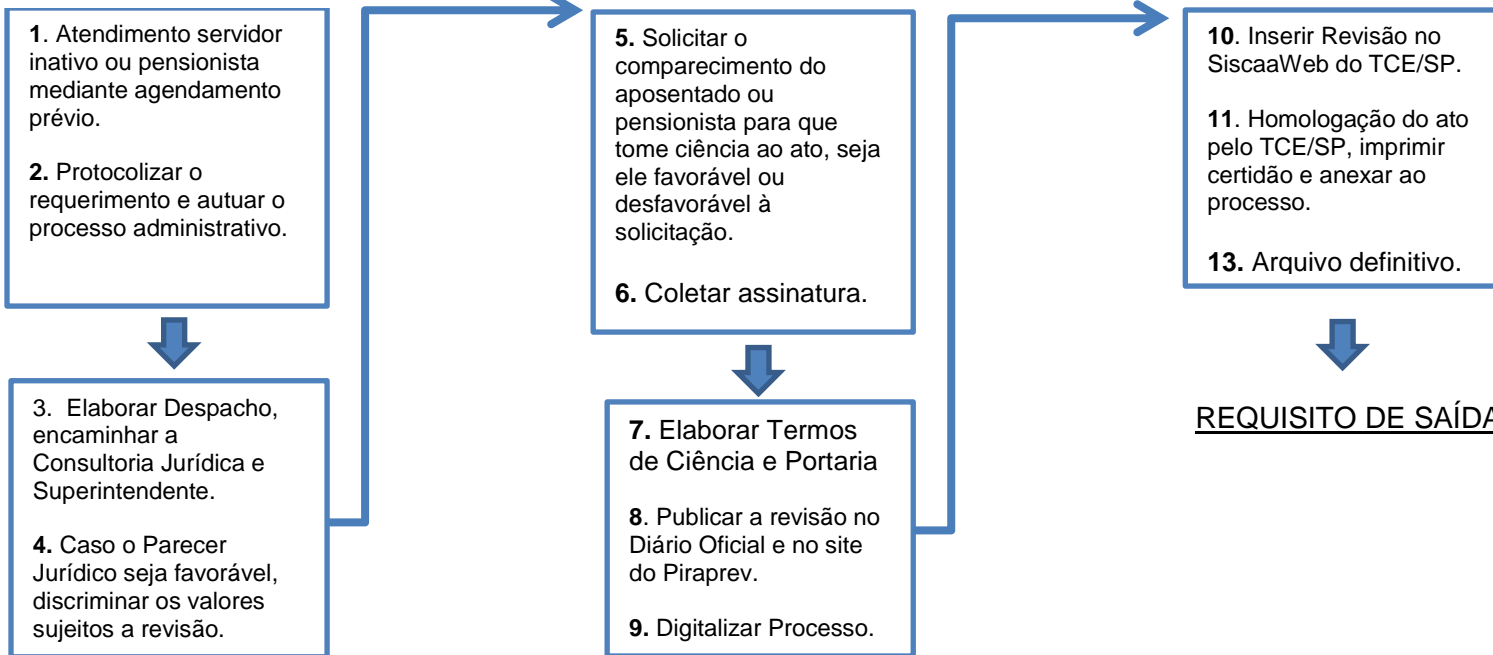 1. Atendimento servidor
inativo ou pensionista
mediante agendamento
prévio.
2. Protocolizar o
requerimento e autuar o
processo administrativo.
3. Elaborar Despacho,
encaminhar a
Consultoria Jurídica e
Superintendente.
4. Caso o Parecer
Jurídico seja favorável,
discriminar os valores
sujeitos a revisão.
5. Solicitar o
comparecimento do
aposentado ou
pensionista para que
tome ciência ao ato, seja
ele favorável ou
desfavorável à
solicitação.
6. Coletar assinatura.
7. Elaborar Termos
de Ciência e Portaria
8. Publicar a revisão no
Diário Oficial e no site
do Piraprev.
9. Digitalizar Processo.
10. Inserir Revisão no
SiscaaWeb do TCE/SP.
11. Homologação do ato
pelo TCE/SP, imprimir
certidão e anexar ao
processo.
13. Arquivo definitivo.
REQUISITO DE SAÍDA